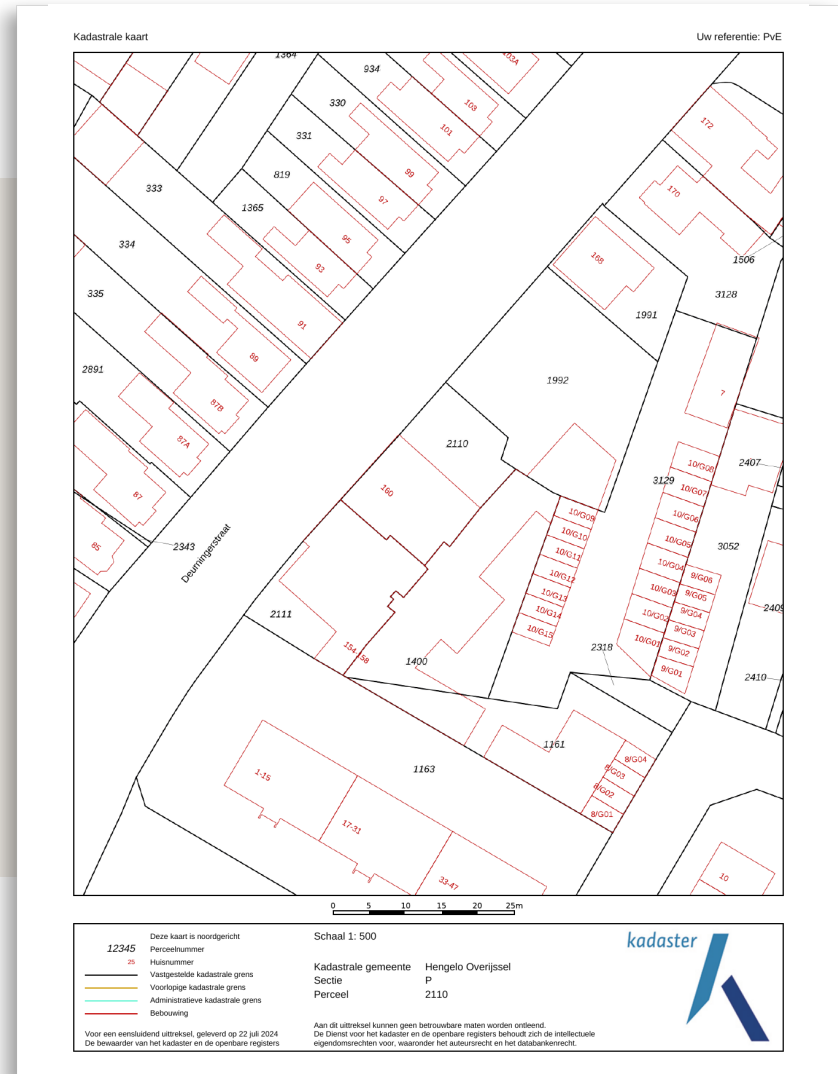 Kadastrale kaart
Uw referentie: PvE
1364
934
103A
330
103
101
172
331
99
819
97
170
333
1365
95
334
93
168
1506
335
91
3128
1991
89
2891
1992
7
87B
87A
2110
10/G08
2407
3129
10/G07
160
87
10/G09
10/G06
10/G10
10/G05
3052
85
2343
10/G11
10/G04
9/G06
Deurningerstraat
10/G12
10/G03
9/G05
10/G13
2409
2111
10/G14
10/G02
9/G04
10/G15
9/G03
10/G01
9/G02
154-158
1400
2318
9/G01
2410
1161
8/G04
1163
8/G03
1-15
8/G02
8/G01
17-31
33-47
10
0 5 10 15 20 25m
Deze kaart is noordgericht
12345 Perceelnummer
25 Huisnummer
Vastgestelde kadastrale grens
Voorlopige kadastrale grens
Administratieve kadastrale grens
Bebouwing
Voor een eensluidend uittreksel, geleverd op 22 juli 2024
De bewaarder van het kadaster en de openbare registers
Schaal 1: 500
Kadastrale gemeente Hengelo Overijssel
Sectie P
Perceel 2110
Aan dit uittreksel kunnen geen betrouwbare maten worden ontleend.
De Dienst voor het kadaster en de openbare registers behoudt zich de intellectuele
eigendomsrechten voor, waaronder het auteursrecht en het databankenrecht.
kadaster